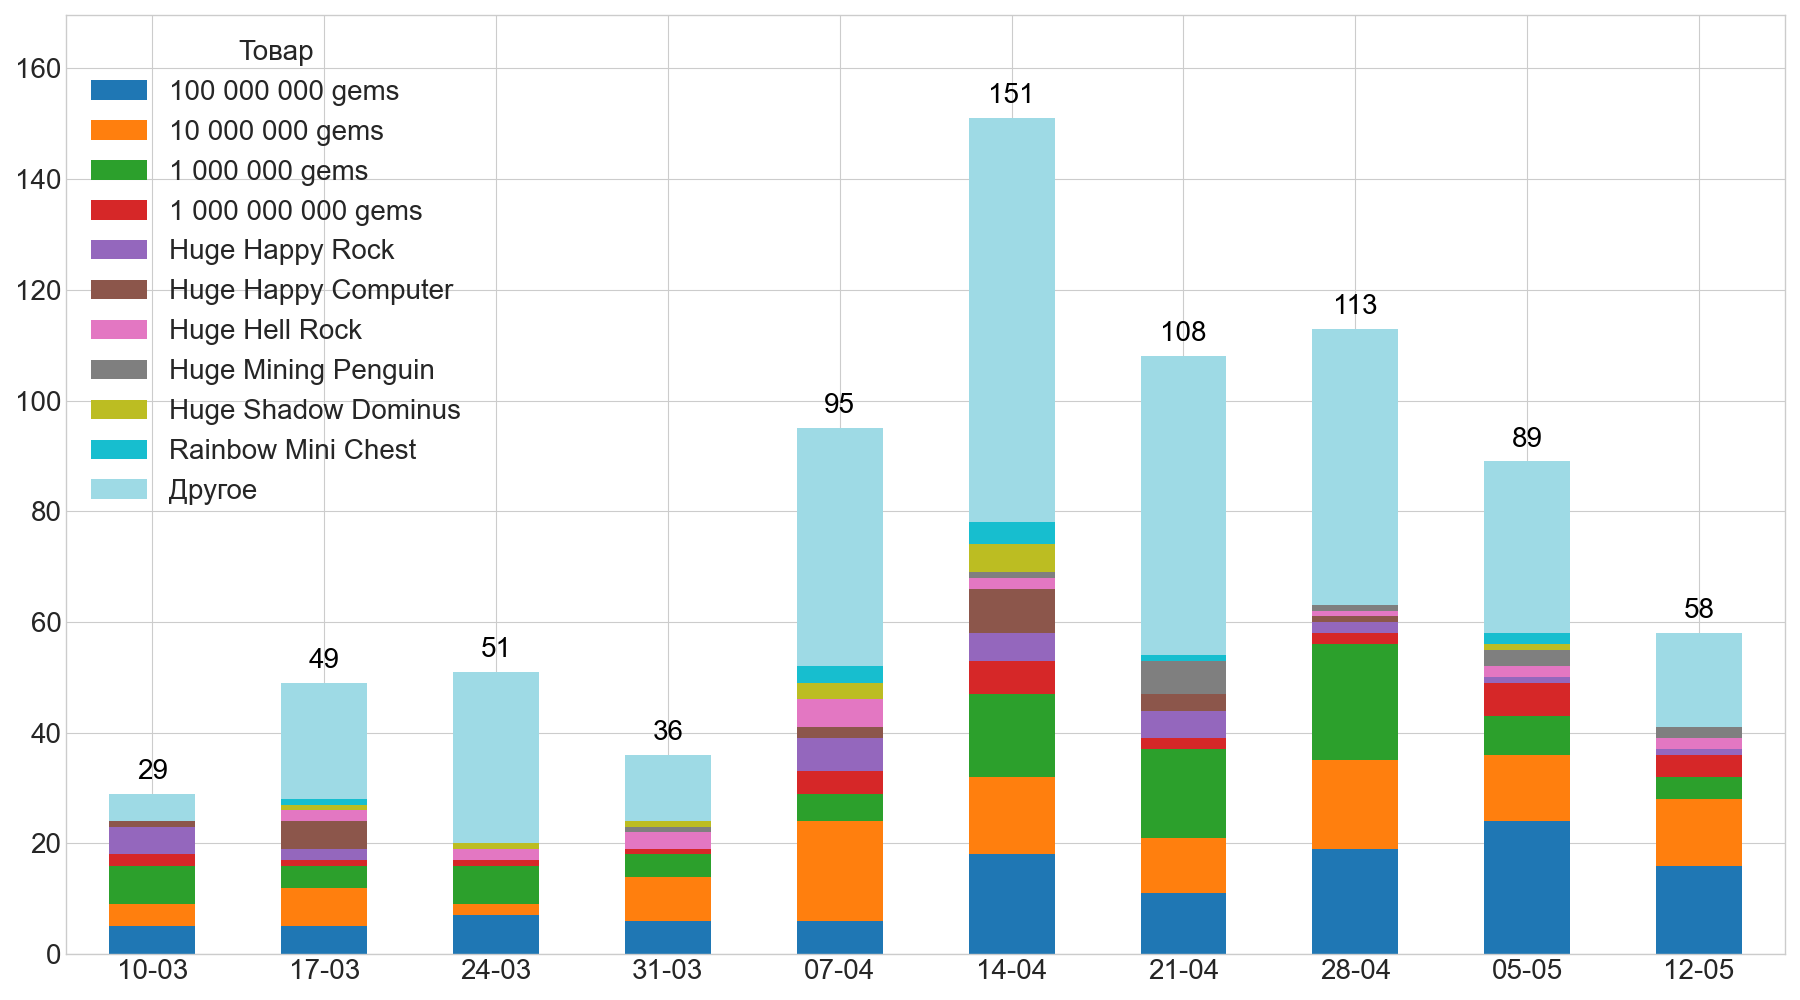 Товар
100 000 000 gems
10 000 000 gems
1 000 000 gems
1 000 000 000 gems
Huge Happy Rock
Huge Happy Computer
Huge Hell Rock
Huge Mining Penguin
Huge Shadow Dominus
Rainbow Mini Chest
Другое
160
140
120
100
80
60
40
20
0
29
49
51
36
95
151
108
113
89
58
10-03
17-03
24-03
31-03
07-04
14-04
21-04
28-04
05-05
12-05